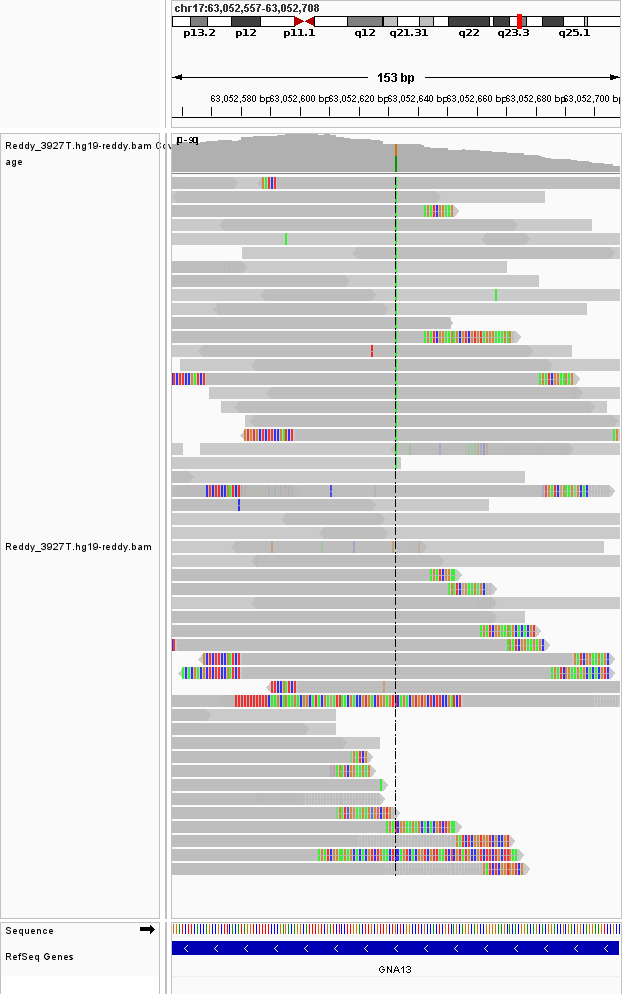 chr17:63,052,557-63,052,708
p13.2 p12 p11.1 q12 q21.31 q22 q23.3 q25.1
153 bp
63,052,580 bp 63,052,600 bp 63,052,620 bp 63,052,640 bp 63,052,660 bp 63,052,680 bp 63,052,700 bp
Reddy_3927T.hg19-reddy.bam Cov
age
Reddy_3927T.hg19-reddy.bam
Sequence
RefSeq Genes
GNA13